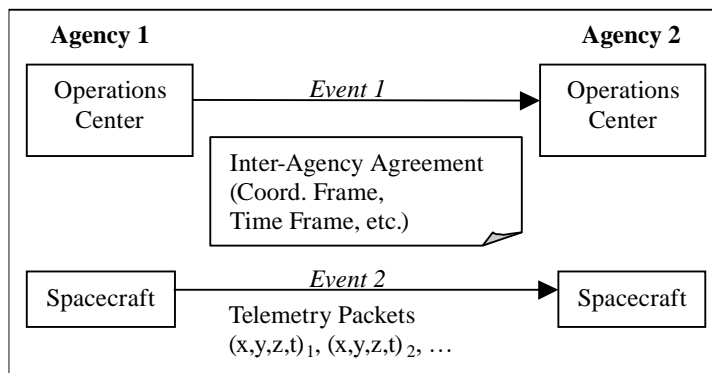 Agency 1
Agency 2
Operations
Center
Event 1
Operations
Center
Inter-Agency Agreement
(Coord. Frame,
Time Frame, etc.)
Spacecraft
Event 2
Spacecraft
Telemetry Packets
(x,y,z,t)₁, (x,y,z,t)₂, …